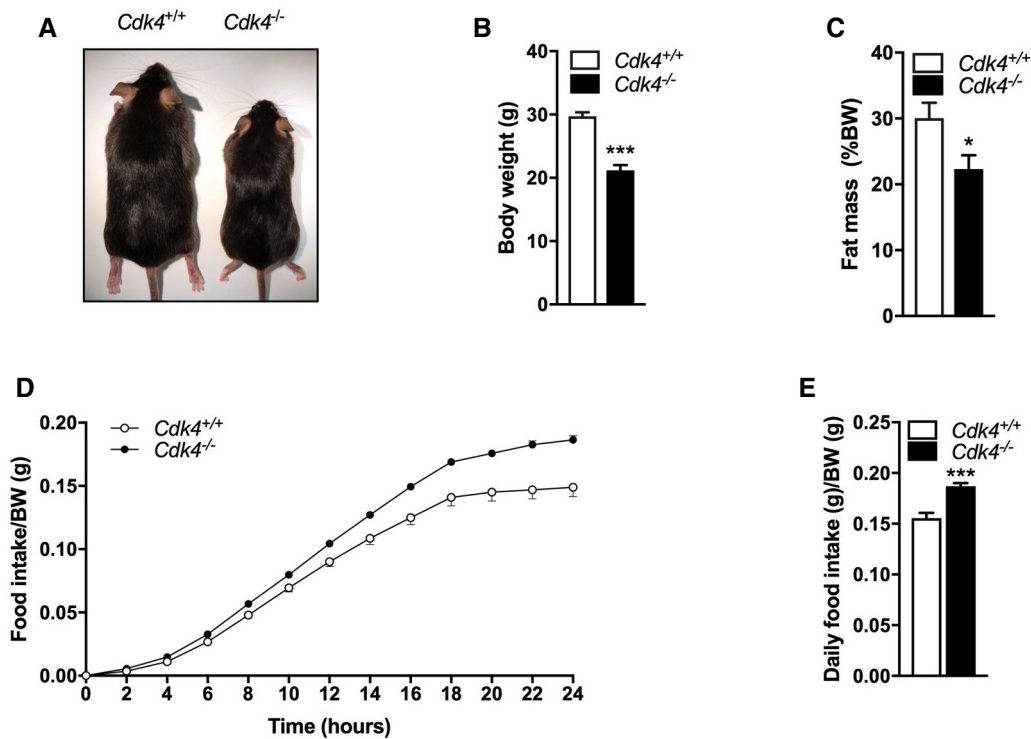 A
Cdk4+/+ Cdk4-/-
B
40
30
20
10
0
Body weight (g)
Cdk4+/+
Cdk4-/-
***
C
40
30
20
10
0
Fat mass (%BW)
Cdk4+/+
Cdk4-/-
*
D
0.20
0.15
0.10
0.05
0.00
Food intake/BW (g)
Cdk4+/+
Cdk4-/-
0 2 4 6 8 10 12 14 16 18 20 22 24
Time (hours)
E
0.25
0.20
0.15
0.10
0.05
0.00
Daily food intake (g)/BW (g)
Cdk4+/+
Cdk4-/-
***